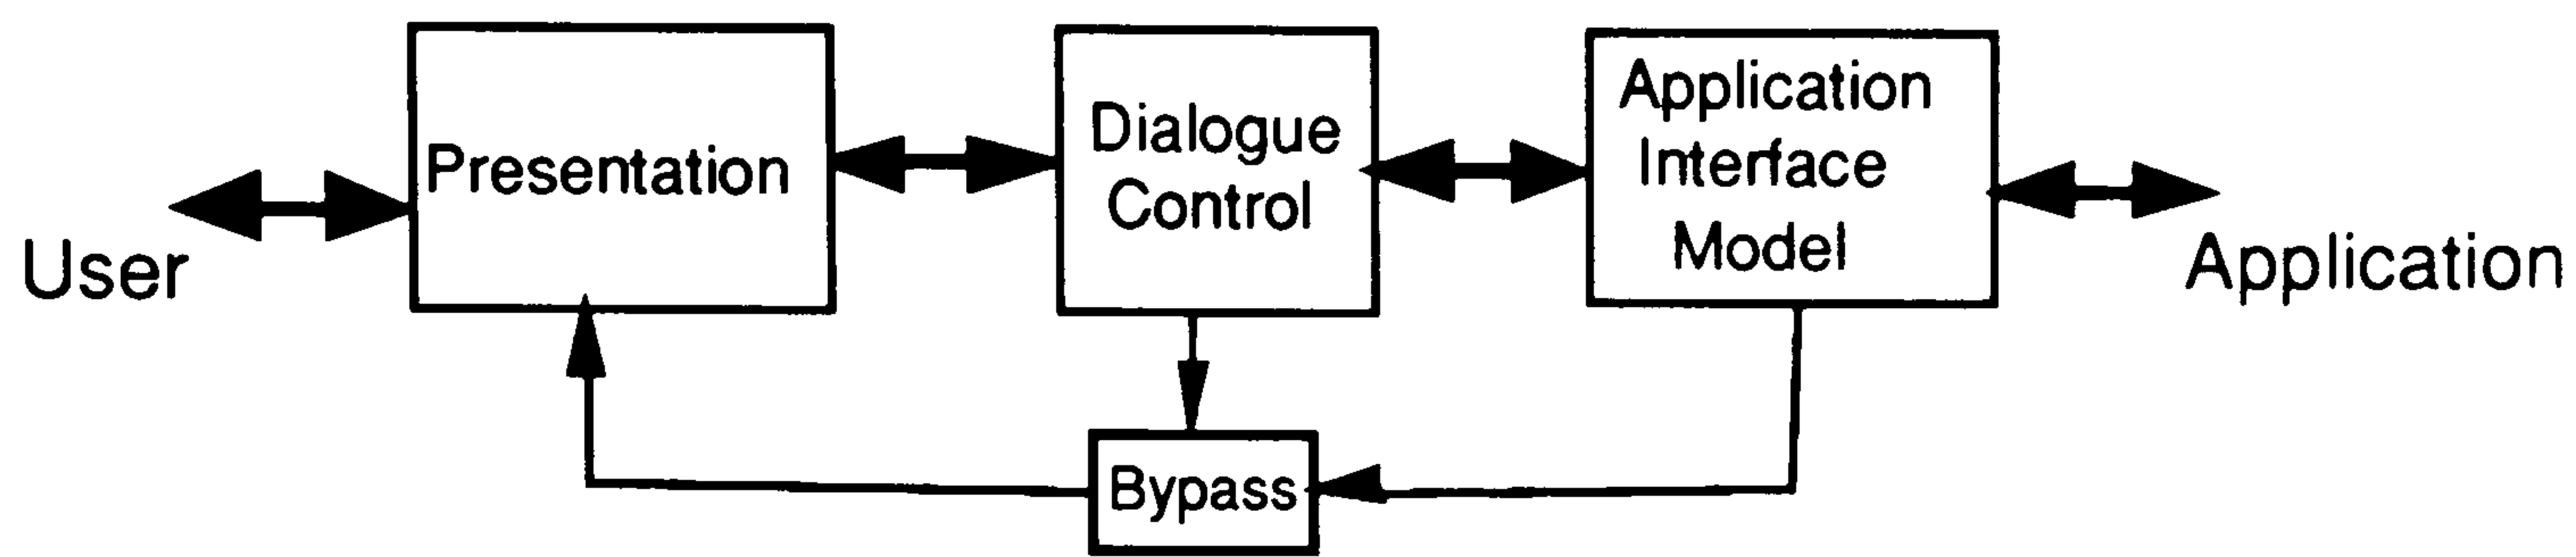 User
Presentation
Dialogue
Control
Application
Interface
Model
Application
Bypass